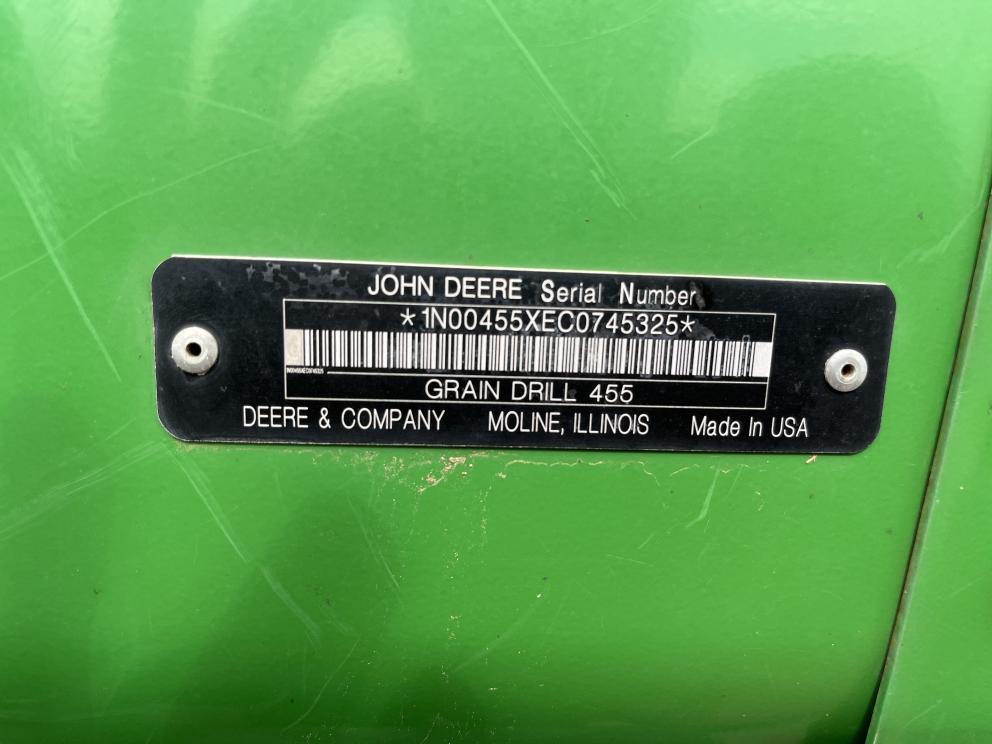 JOHN DEERE Serial Number
*1N00455XEC0745325*
GRAIN DRILL 455
DEERE & COMPANY MOLINE, ILLINOIS Made In USA